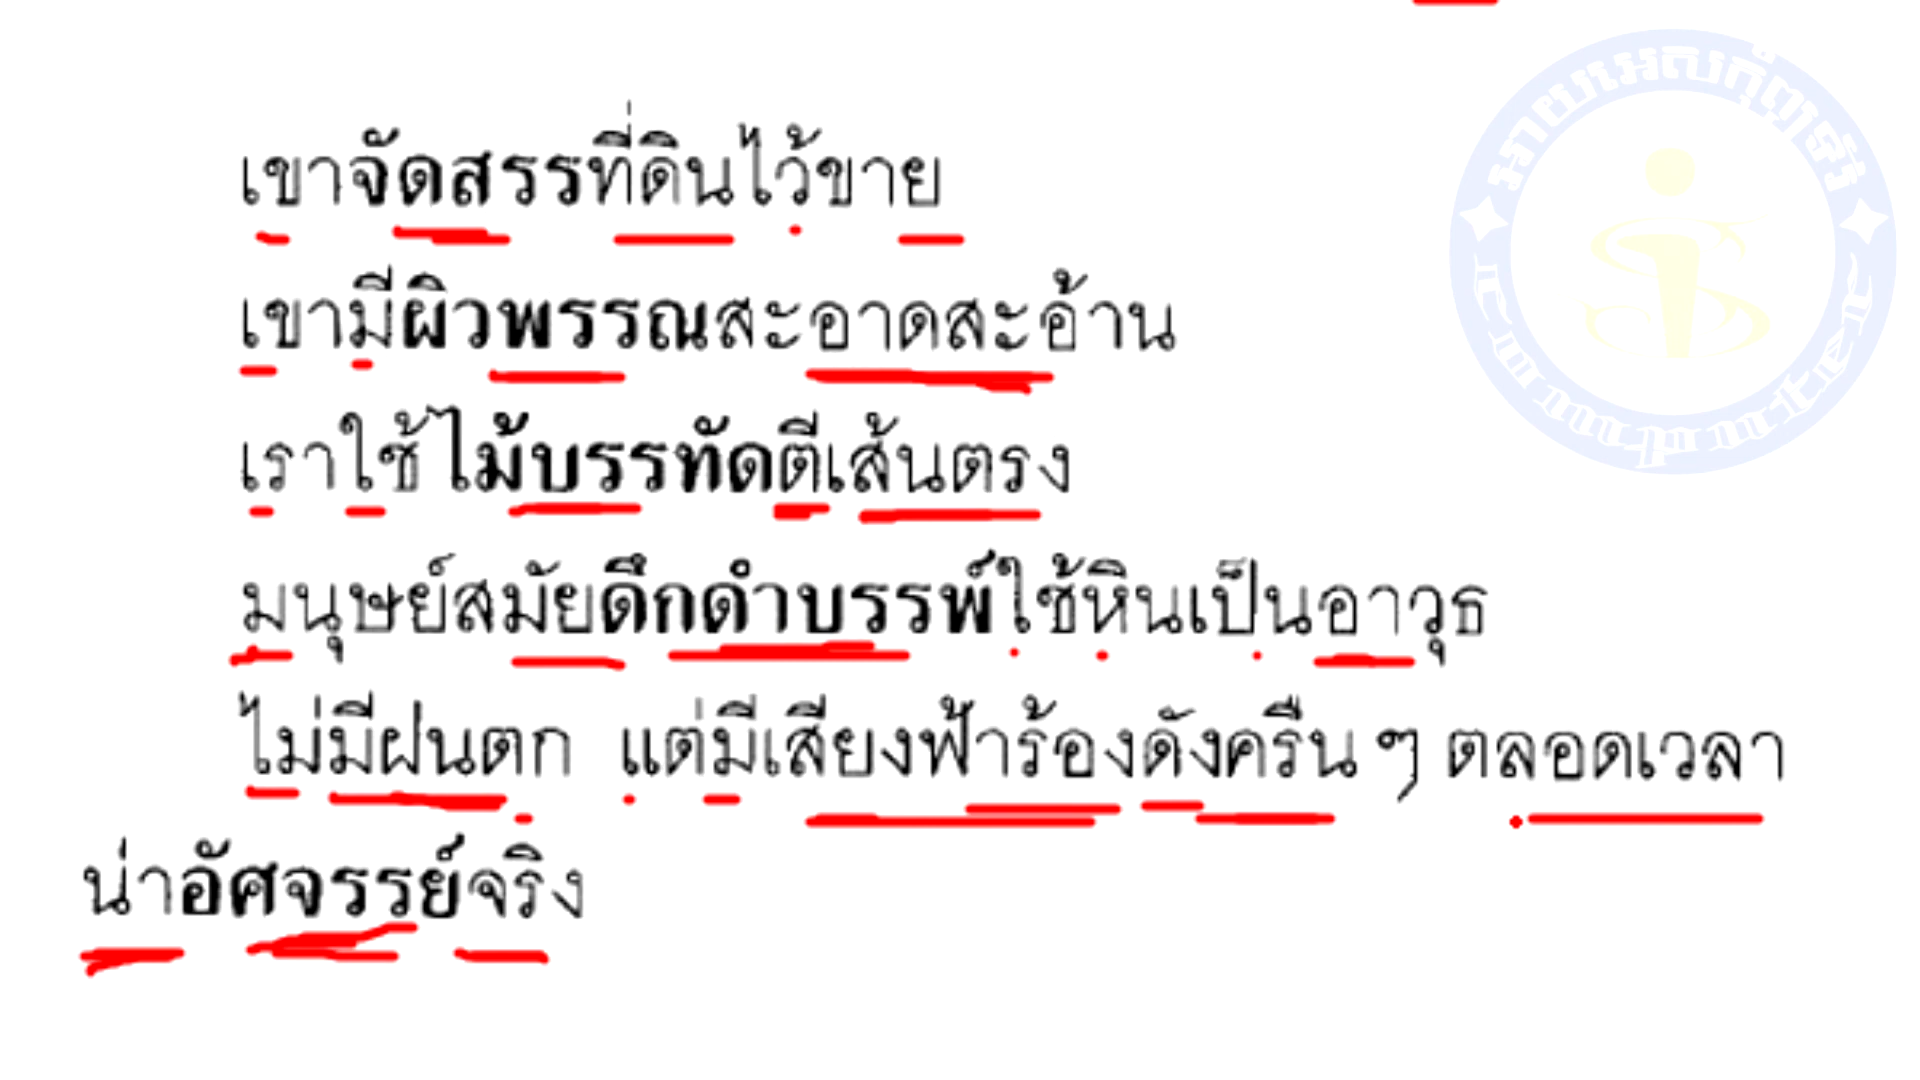 เขาจัดสรรที่ดินไว้ขาย
เขามีผิวพรรณสะอาดสะอ้าน
เราใช้ไม้บรรทัดตีเส้นตรง
มนุษย์สมัยดึกดำบรรพ์ใช้หินเป็นอาวุธ
ไม่มีฝนตก แต่มีเสียงฟ้าร้องดังครืน ๆ ตลอดเวลา
น่าอัศจรรย์จริง